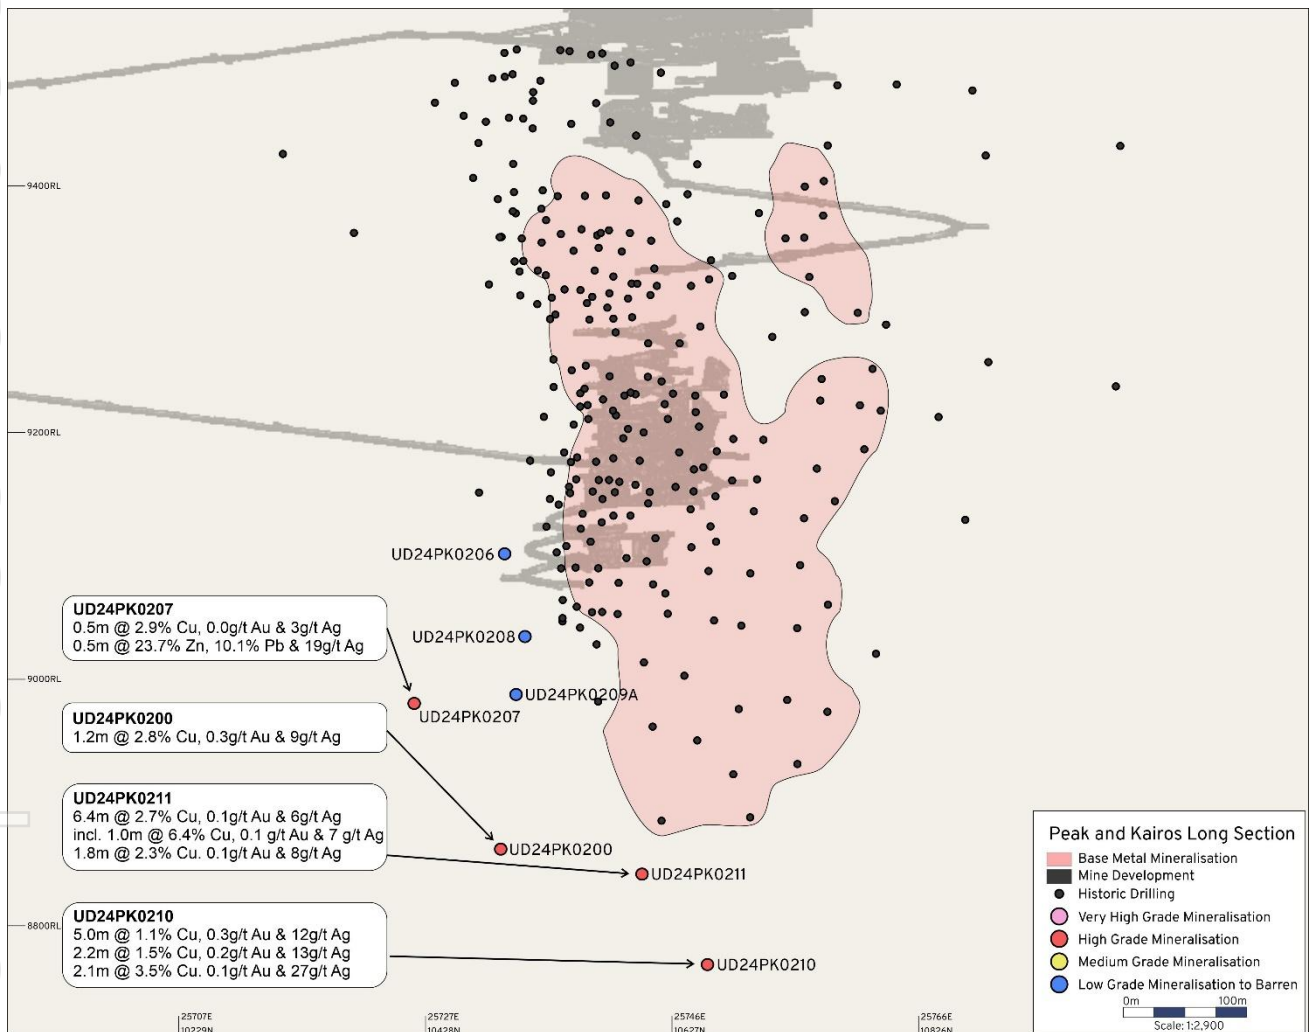 9400RL
9200RL
UD24PK0206
UD24PK0207
0.5m @ 2.9% Cu, 0.0g/t Au & 3g/t Ag
0.5m @ 23.7% Zn, 10.1% Pb & 19g/t Ag
UD24PK0208
9000RL
UD24PK0209A
UD24PK0207
UD24PK0200
1.2m @ 2.8% Cu, 0.3g/t Au & 9g/t Ag
UD24PK0211
6.4m @ 2.7% Cu, 0.1g/t Au & 6g/t Ag
incl. 1.0m @ 6.4% Cu, 0.1 g/t Au & 7 g/t Ag
1.8m @ 2.3% Cu. 0.1g/t Au & 8g/t Ag
UD24PK0200
UD24PK0211
8800RL
UD24PK0210
5.0m @ 1.1% Cu, 0.3g/t Au & 12g/t Ag
2.2m @ 1.5% Cu, 0.2g/t Au & 13g/t Ag
2.1m @ 3.5% Cu. 0.1g/t Au & 27g/t Ag
UD24PK0210
Peak and Kairos Long Section
Base Metal Mineralisation
Mine Development
Historic Drilling
Very High Grade Mineralisation
High Grade Mineralisation
Medium Grade Mineralisation
Low Grade Mineralisation to Barren
0m 100m
Scale: 1:2,900
25707E 25727E 25746E 25766E
10229N 10428N 10627N 10826N